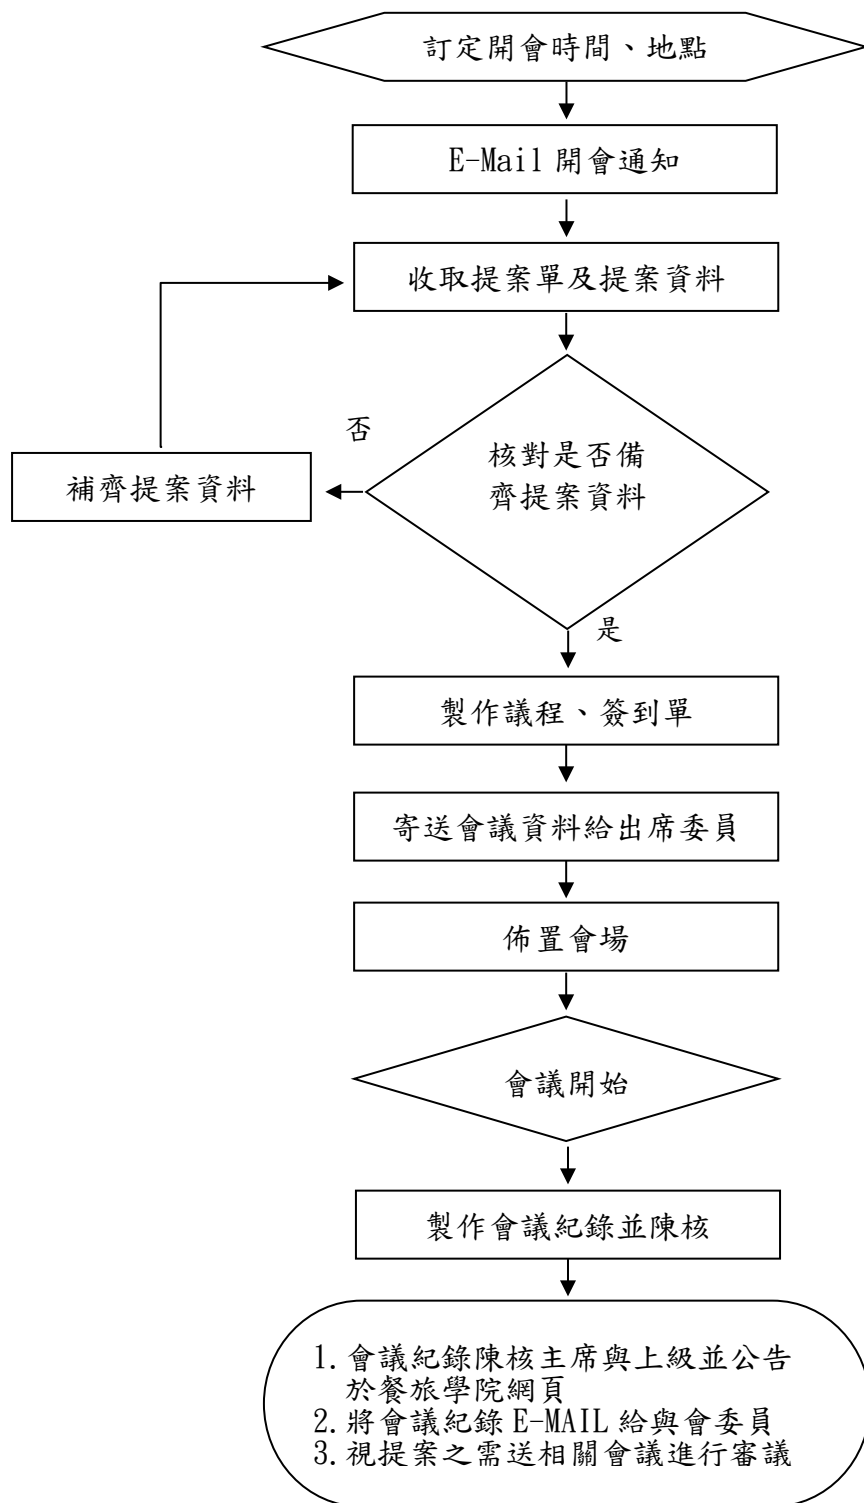 訂定開會時間、地點
E-Mail 開會通知
收取提案單及提案資料
否
核對是否備
齊提案資料
補齊提案資料
是
製作議程、簽到單
寄送會議資料給出席委員
佈置會場
會議開始
製作會議紀錄並陳核
1. 會議紀錄陳核主席與上級並公告
於餐旅學院網頁
2. 將會議紀錄 E-MAIL 給與會委員
3. 視提案之需送相關會議進行審議